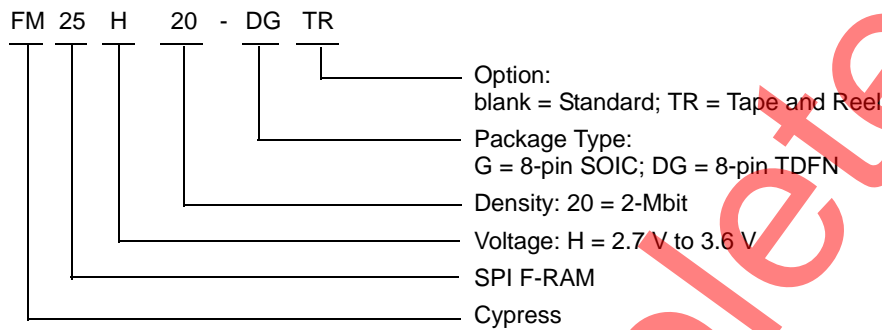 FM 25 H 20 - DG TR
Option:
blank = Standard; TR = Tape and Reel
Package Type:
G = 8-pin SOIC; DG = 8-pin TDFN
Density: 20 = 2-Mbit
Voltage: H = 2.7 V to 3.6 V
SPI F-RAM
Cypress
plete